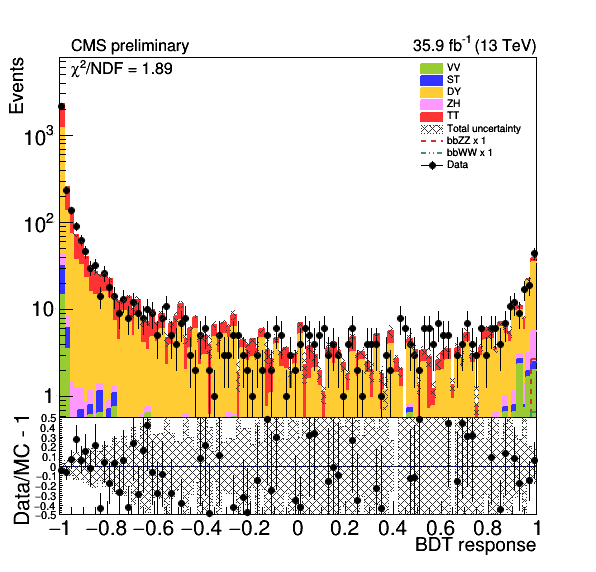 CMS preliminary 35.9 fb⁻¹ (13 TeV)
χ²/NDF = 1.89
Events
VV
ST
DY
ZH
TT
Total uncertainty
bbZZ x 1
bbWW x 1
Data
10³
10²
10
1
Data/MC - 1
0.5
0.4
0.3
0.2
0.1
0
−0.1
−0.2
−0.3
−0.4
−0.5
−1 −0.8 −0.6 −0.4 −0.2 0 0.2 0.4 0.6 0.8 1
BDT response